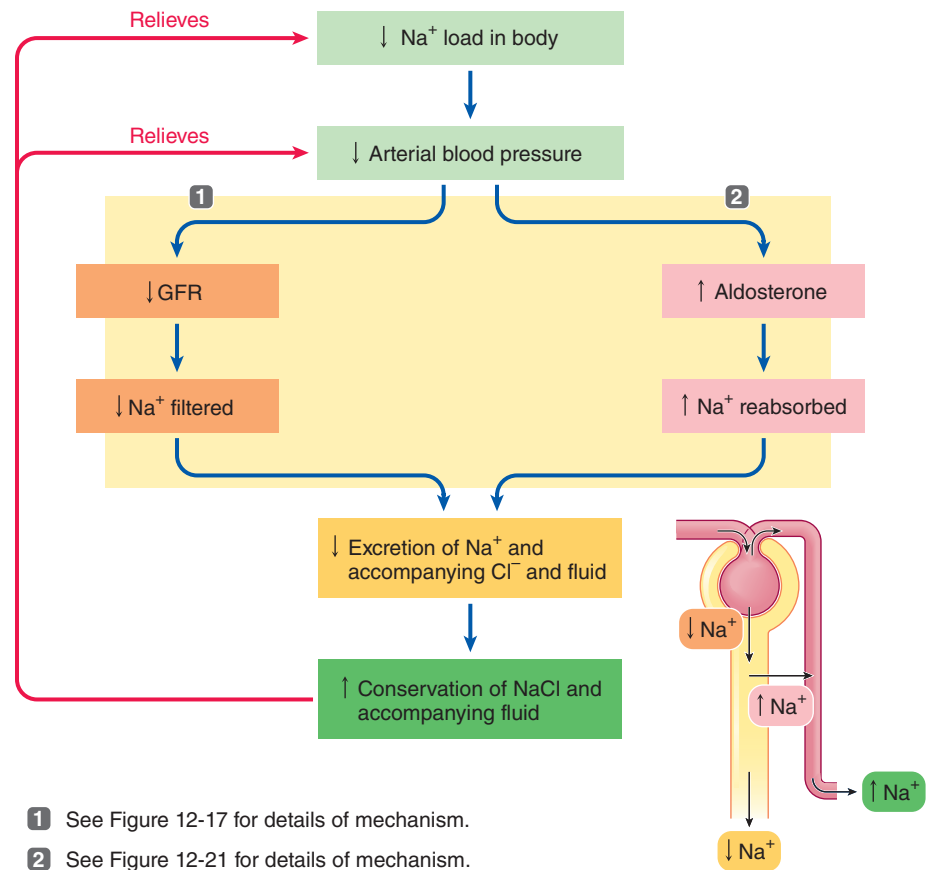 Relieves
↓ Na⁺ load in body
Relieves
↓ Arterial blood pressure
1
2
↓ GFR
↑ Aldosterone
↓ Na⁺ filtered
↑ Na⁺ reabsorbed
↓ Excretion of Na⁺ and
accompanying Cl⁻ and fluid
↑ Conservation of NaCl and
accompanying fluid
↓ Na⁺
↑ Na⁺
↑ Na⁺
↓ Na⁺
1 See Figure 12-17 for details of mechanism.
2 See Figure 12-21 for details of mechanism.